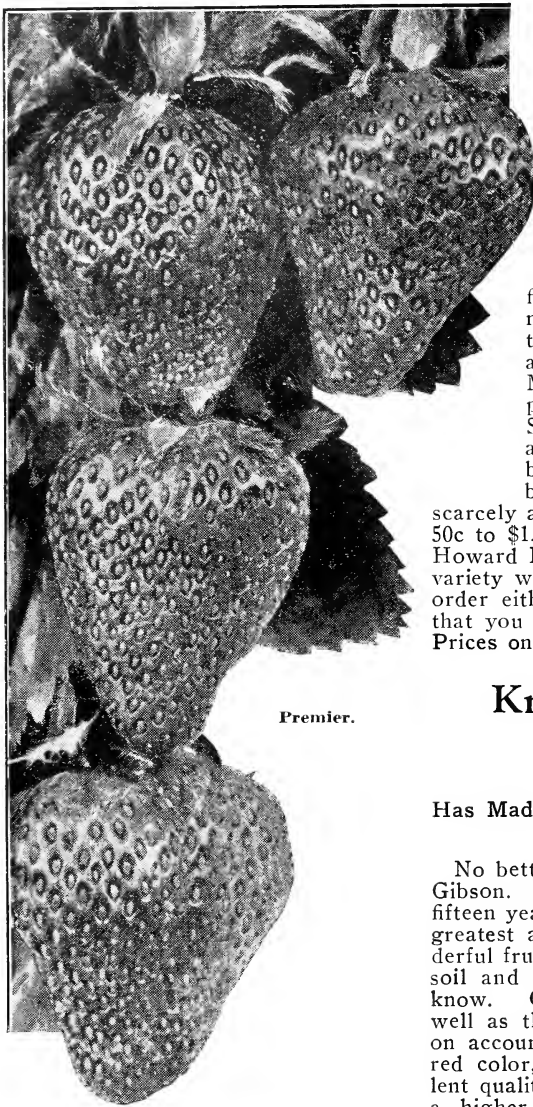 f
t
a
M
p
S
a
b
b
scarcely a
50c to $1.
Howard
variety w
order eith
that you
Prices on
Premier.
Kn
Has Mad
No bett
Gibson.
fifteen yea
greatest a
derful fru
soil and
know.
well as th
on accoun
red color,
lent qualit
a higher